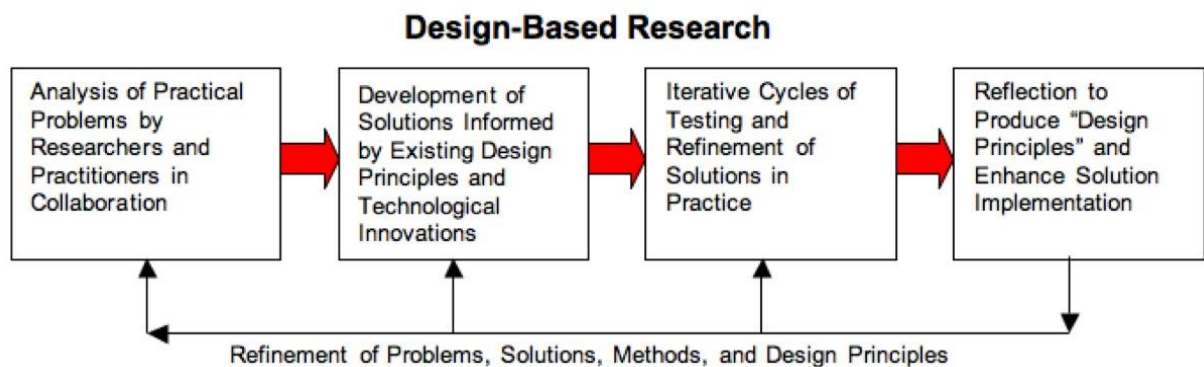 Design-Based Research
Analysis of Practical
Problems by
Researchers and
Practitioners in
Collaboration
Development of
Solutions Informed
by Existing Design
Principles and
Technological
Innovations
Iterative Cycles of
Testing and
Refinement of
Solutions in
Practice
Reflection to
Produce “Design
Principles” and
Enhance Solution
Implementation
Refinement of Problems, Solutions, Methods, and Design Principles